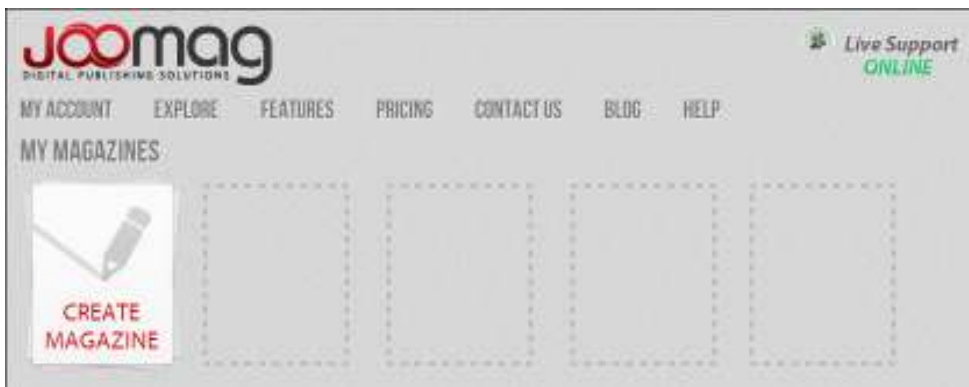 Joomag
DIGITAL PUBLISHING SOLUTIONS
Live Support
ONLINE
MY ACCOUNT EXPLORE FEATURES PRICING CONTACT US BLOG HELP
MY MAGAZINES
CREATE
MAGAZINE